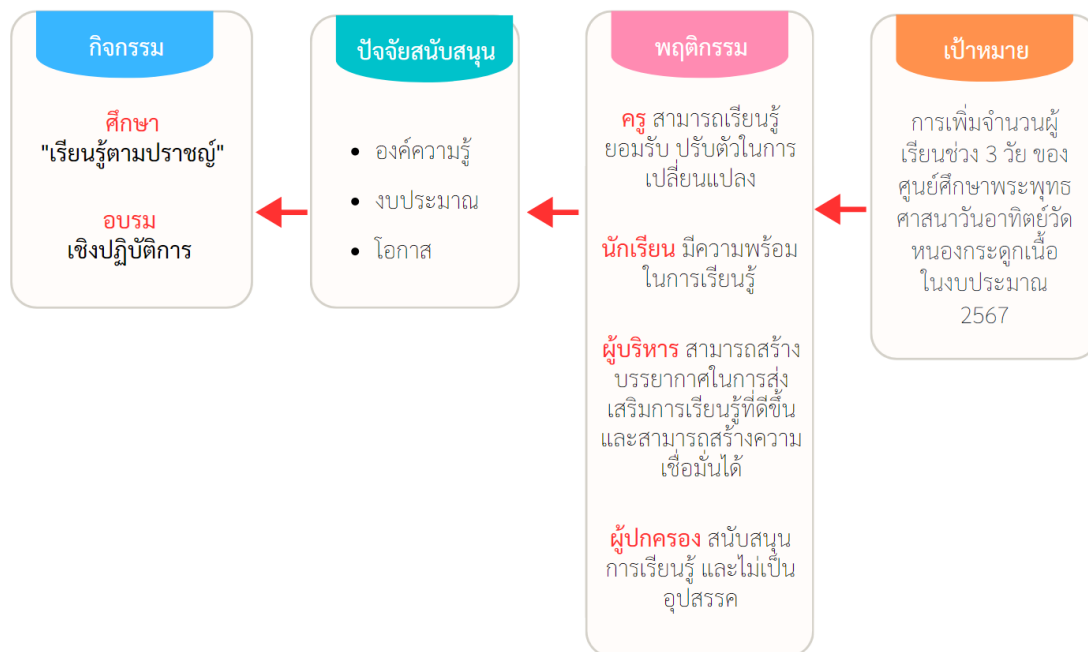 กิจกรรม
ศึกษา
"เรียนรู้ตามปราชญ์"
อบรม
เชิงปฏิบัติการ
ปัจจัยสนับสนุน
• องค์ความรู้
• งบประมาณ
• โอกาส
พฤติกรรม
ครู สามารถเรียนรู้
ยอมรับ ปรับตัวในการ
เปลี่ยนแปลง
นักเรียน มีความพร้อม
ในการเรียนรู้
ผู้บริหาร สามารถสร้าง
บรรยากาศในการส่ง
เสริมการเรียนรู้ที่ดีขึ้น
และสามารถสร้างความ
เชื่อมั่นได้
ผู้ปกครอง สนับสนุน
การเรียนรู้ และไม่เป็น
อุปสรรค
เป้าหมาย
การเพิ่มจำนวนผู้
เรียนช่วง 3 วัย ของ
ศูนย์ศึกษาพระพุทธ
ศาสนาวันอาทิตย์วัด
หนองกระดูกเนื้อ
ในงบประมาณ
2567